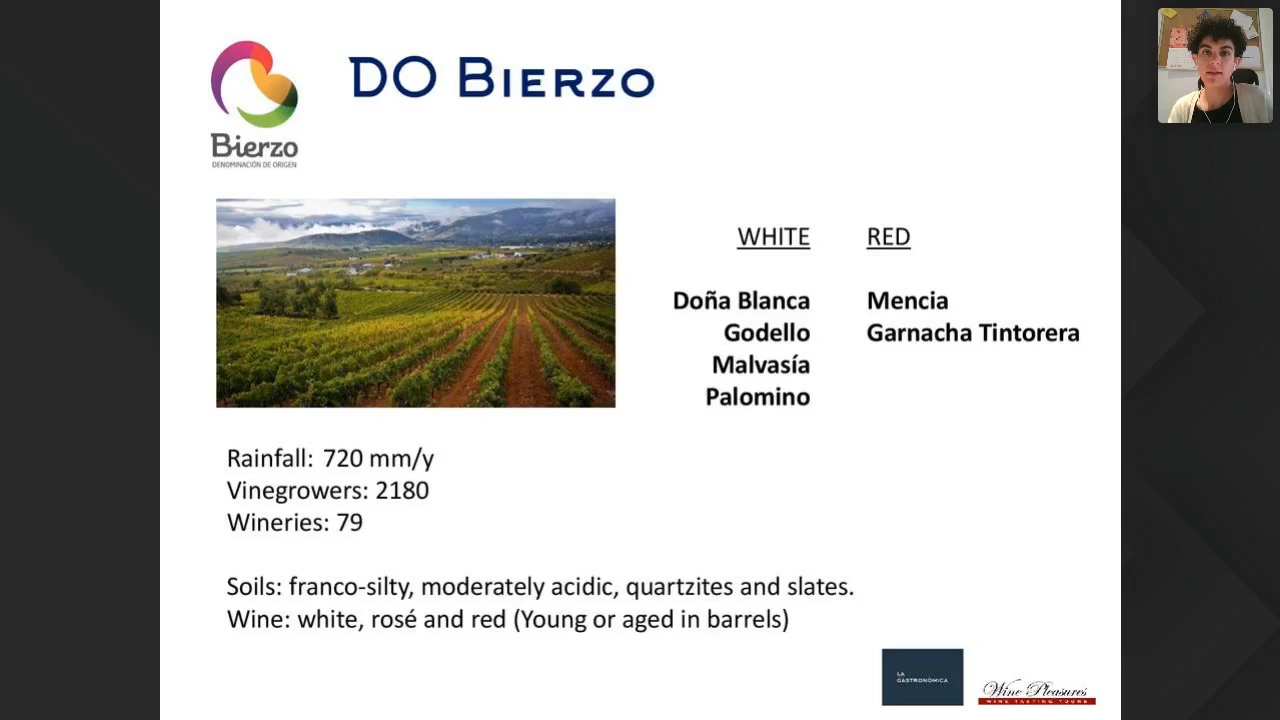 DO BIERZO
Bierzo
DENOMINACIÓN DE ORIGEN
WHITE
RED
Doña Blanca
Mencia
Godello
Garnacha Tintorera
Malvasía
Palomino
Rainfall: 720 mm/y
Vinegrowers: 2180
Wineries: 79
Soils: franco-silty, moderately acidic, quartzites and slates.
Wine: white, rosé and red (Young or aged in barrels)
LA
GASTRONÓMICA
Wine Pleasures
WINE TASTING TOURS